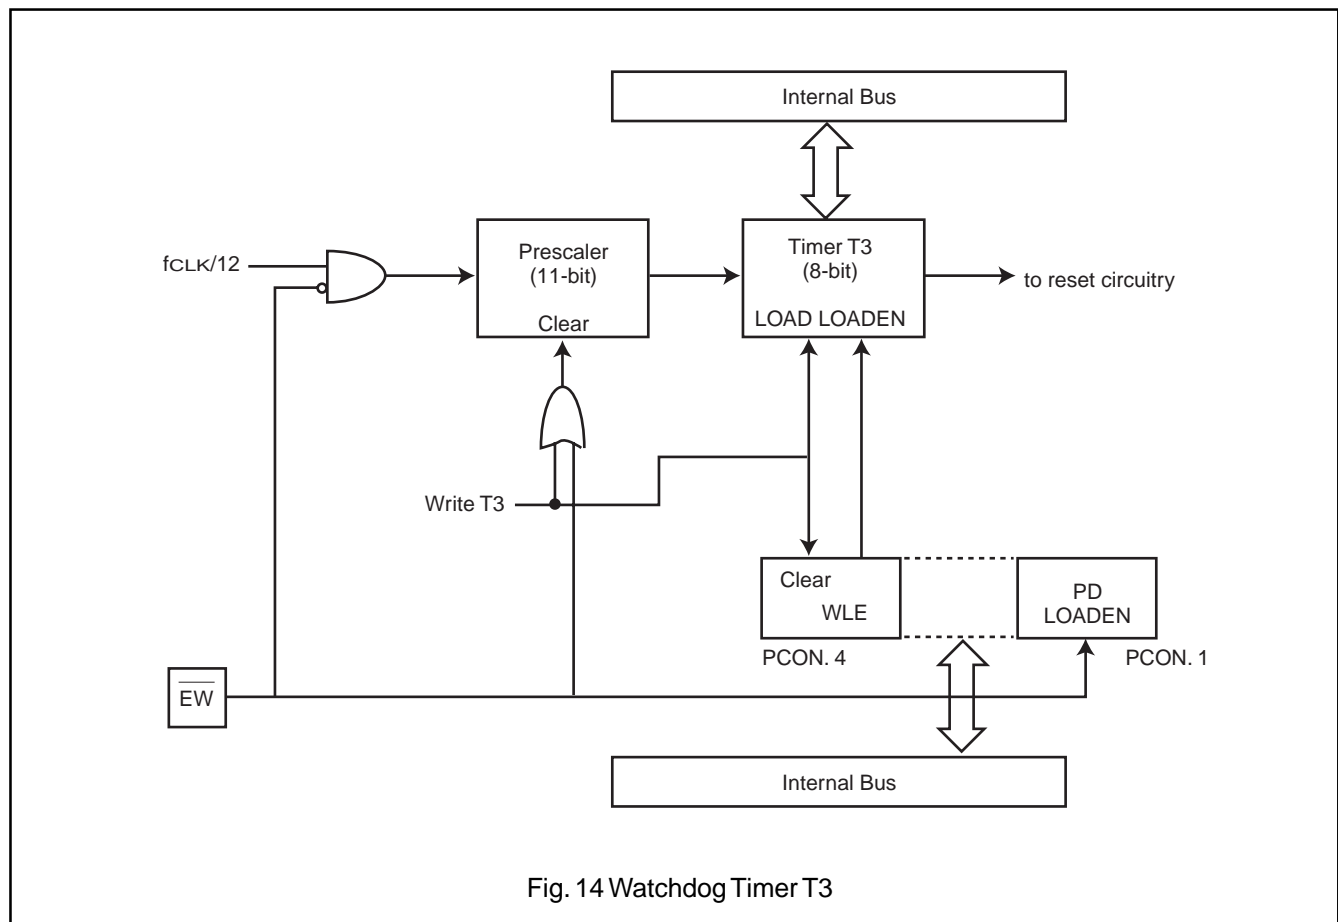 Internal Bus
fCLK/12
Prescaler
(11-bit)
Clear
Timer T3
(8-bit)
LOAD LOADEN
to reset circuitry
Write T3
Clear
WLE
PD
LOADEN
PCON. 4
PCON. 1
EW
Internal Bus
Fig. 14 Watchdog Timer T3